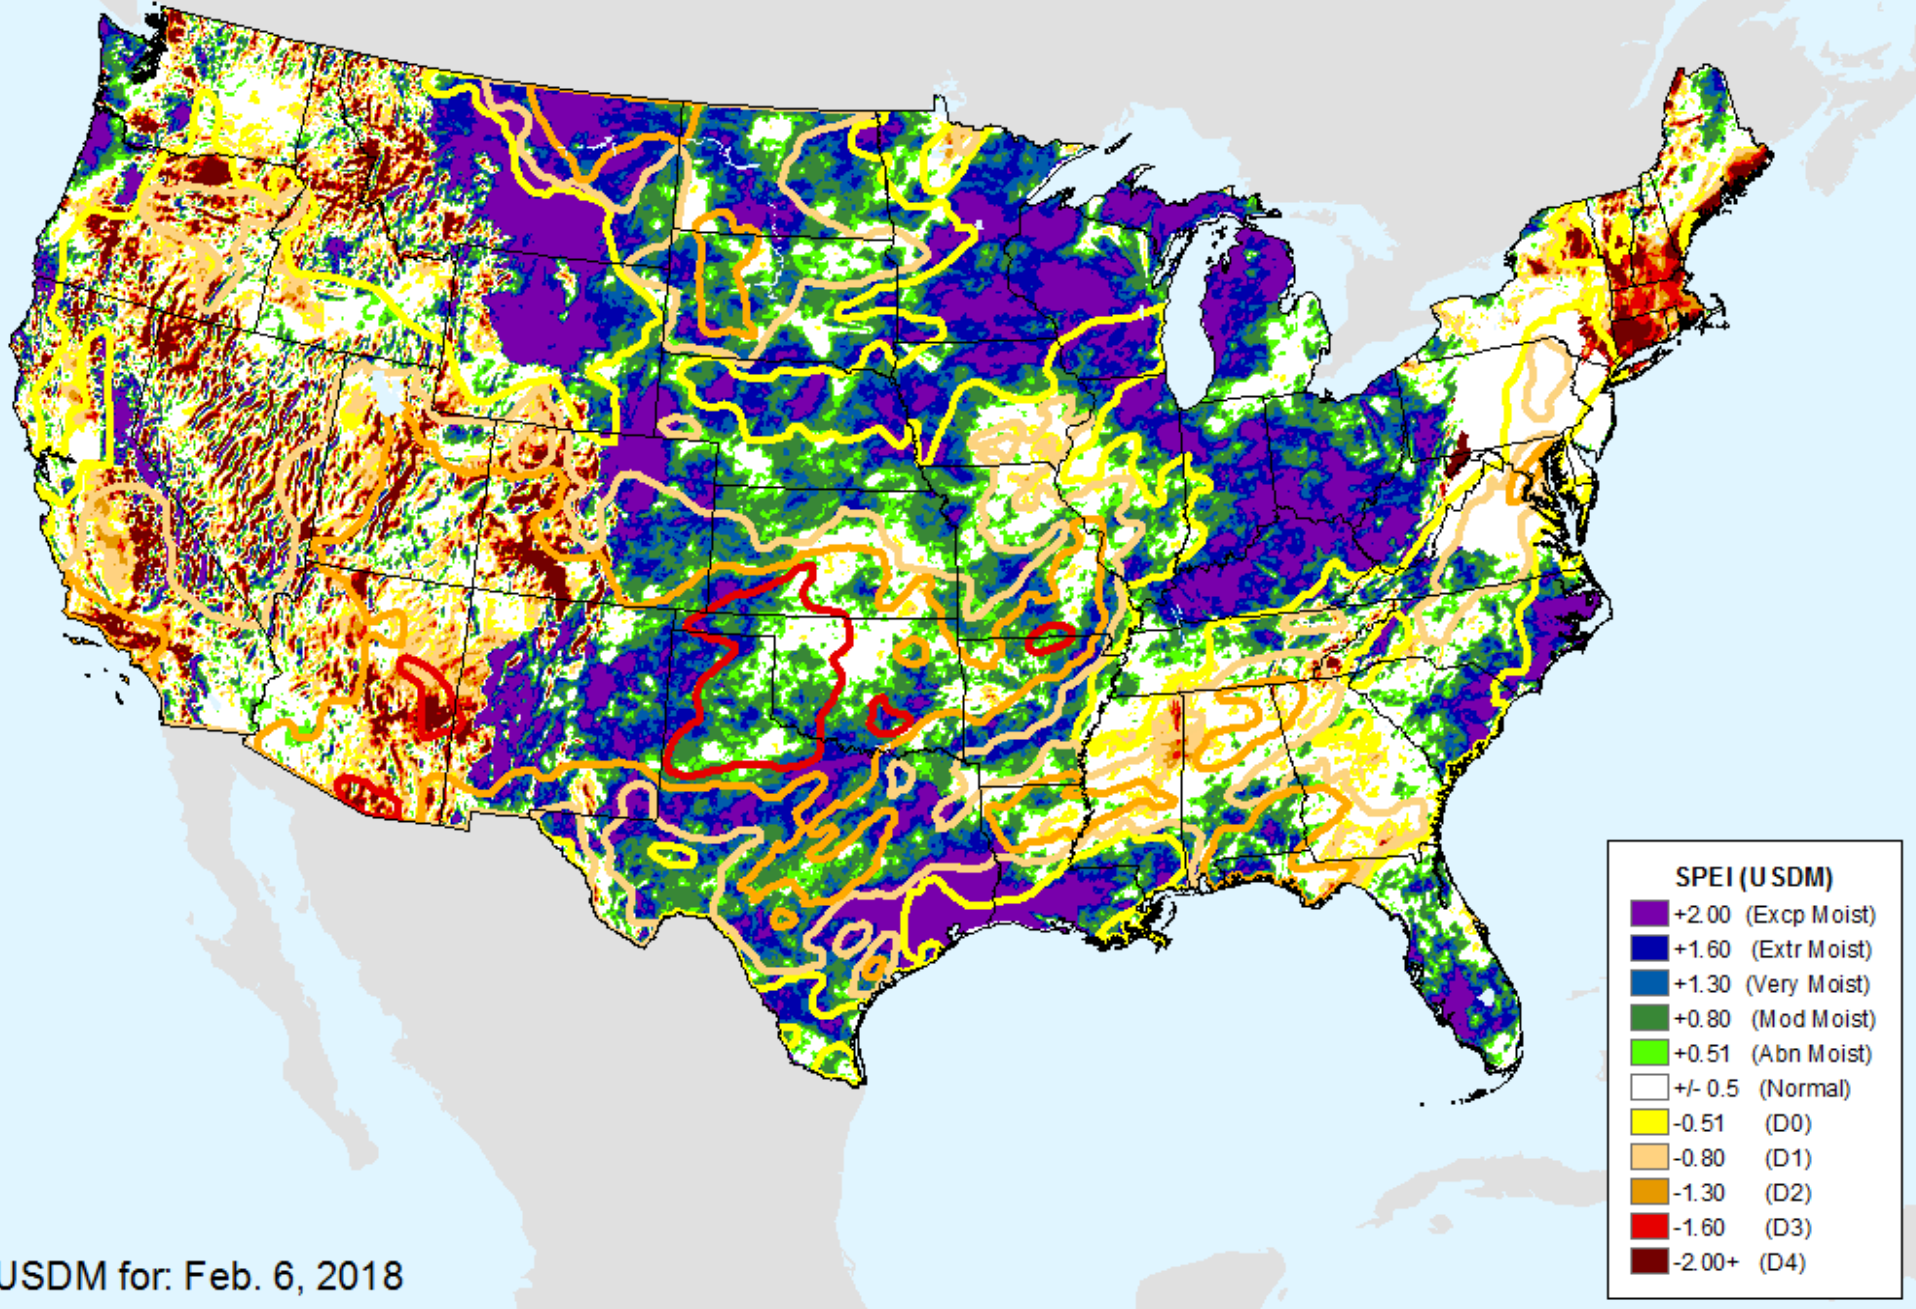 SPEI (USDM)
+2.00 (Excp Moist)
+1.60 (Extr Moist)
+1.30 (Very Moist)
+0.80 (Mod Moist)
+0.51 (Abn Moist)
+/- 0.5 (Normal)
-0.51 (D0)
-0.80 (D1)
-1.30 (D2)
-1.60 (D3)
-2.00+ (D4)
USDM for: Feb. 6, 2018